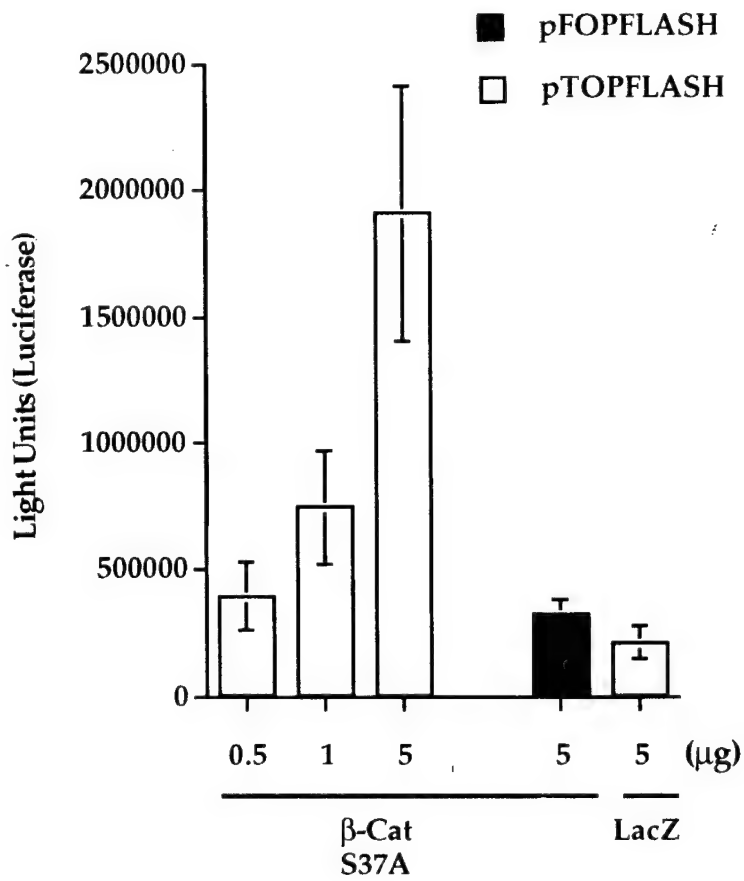 pFOPFLASH
pTOPFLASH
2500000
2000000
1500000
1000000
500000
0
Light Units (Luciferase)
0.5 1 5 5 5 (µg)
β-Cat LacZ
S37A